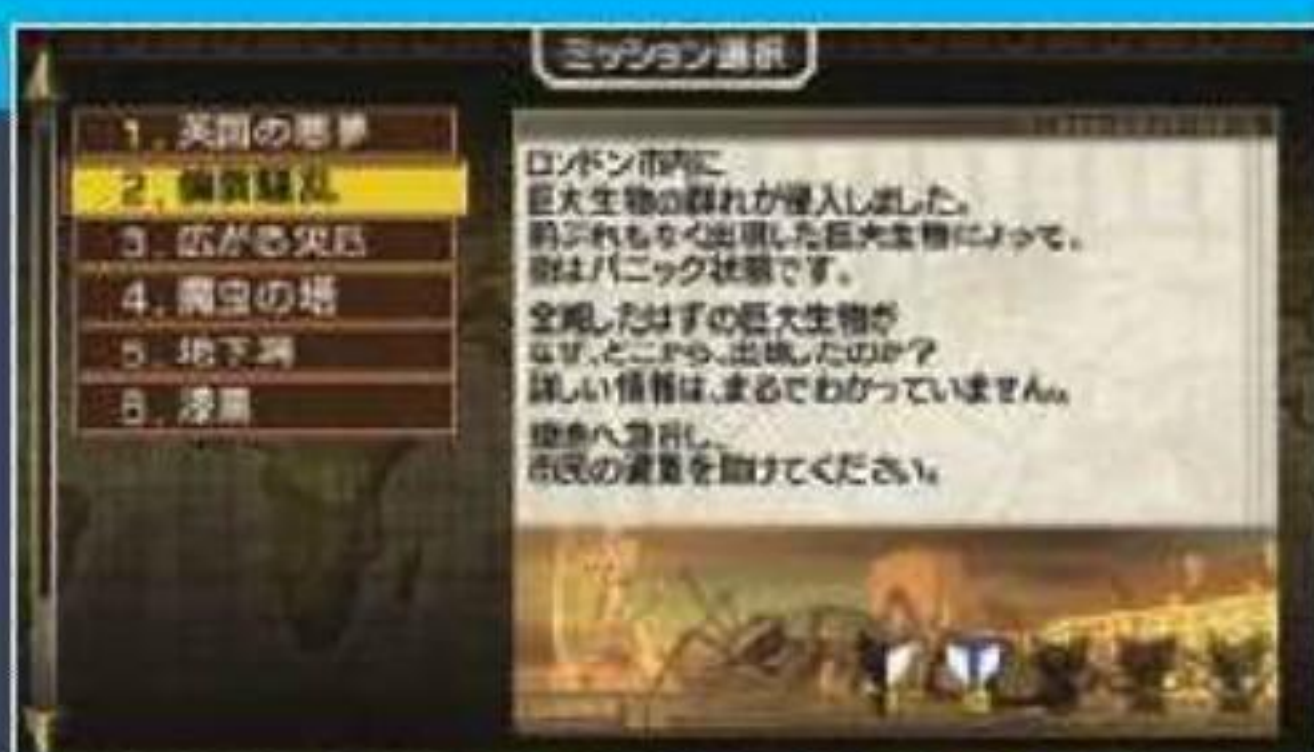 ミッション選択
1. 英国の悪夢
2.
3. 広がる災厄
4. 魔虫の塔
5. 地下洞
6. 漆黒
ロンドン市内に
巨大生物の群れが侵入しました。
前ぶれもなく出現した巨大生物によって、
街はパニック状態です。
全滅したはずの巨大生物が
なぜ、どこから、出現したのか?
詳しい情報は、まるでわかっていません。
現地へ急行し、
市民の避難を助けてください。